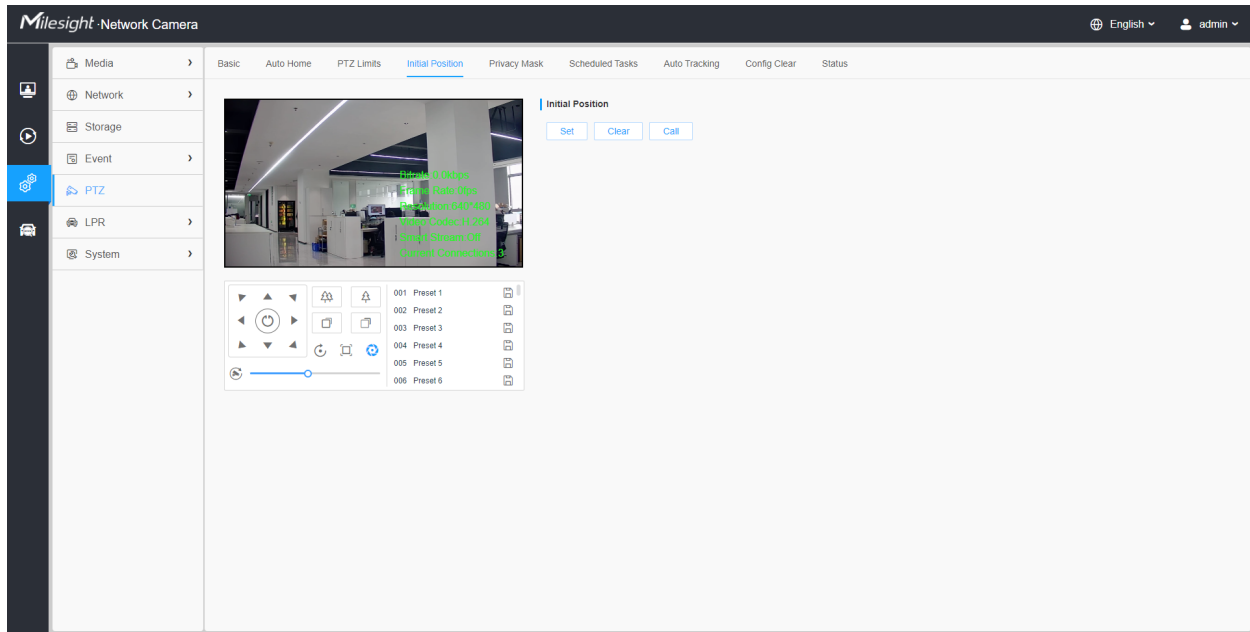 Milesight · Network Camera
English
admin
Media
Network
Storage
Event
PTZ
LPR
System
Basic Auto Home PTZ Limits Initial Position Privacy Mask Scheduled Tasks Auto Tracking Config Clear Status
Initial Position
Set Clear Call
001 Preset 1
002 Preset 2
003 Preset 3
004 Preset 4
005 Preset 5
006 Preset 6